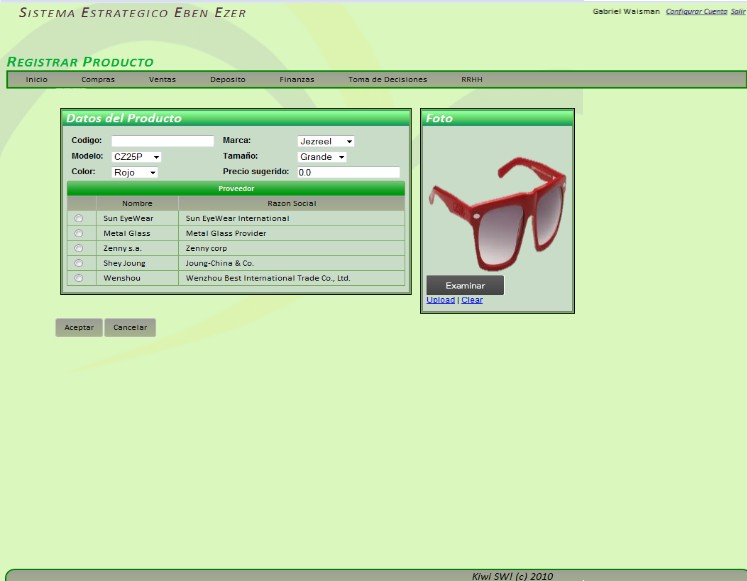 SISTEMA ESTRATEGICO EBEN EZER
Gabriel Waisman Configurar Cuenta Salir
REGISTRAR PRODUCTO
Inicio Compras Ventas Deposito Finanzas Toma de Decisiones RRHH
Datos del Producto
Codigo: Marca: Jezreel
Modelo: CZ25P Tamaño: Grande
Color: Rojo Precio sugerido: 0.0
Proveedor
Nombre Razon Social
Sun EyeWear Sun EyeWear International
Metal Glass Metal Glass Provider
Zenny s.a. Zenny corp
Shey Joung Joung-China & Co.
Wenshou Wenzhou Best International Trade Co., Ltd.
Foto
Examinar
Upload | Clear
Aceptar Cancelar
Kiwi SW! (c) 2010